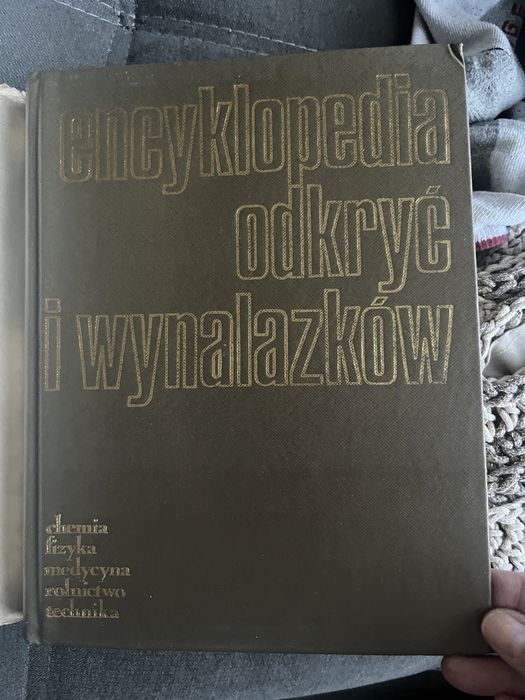 encyklopedia
odkryć
i wynalazków
chemia
fizyka
medycyna
rolnictwo
technika